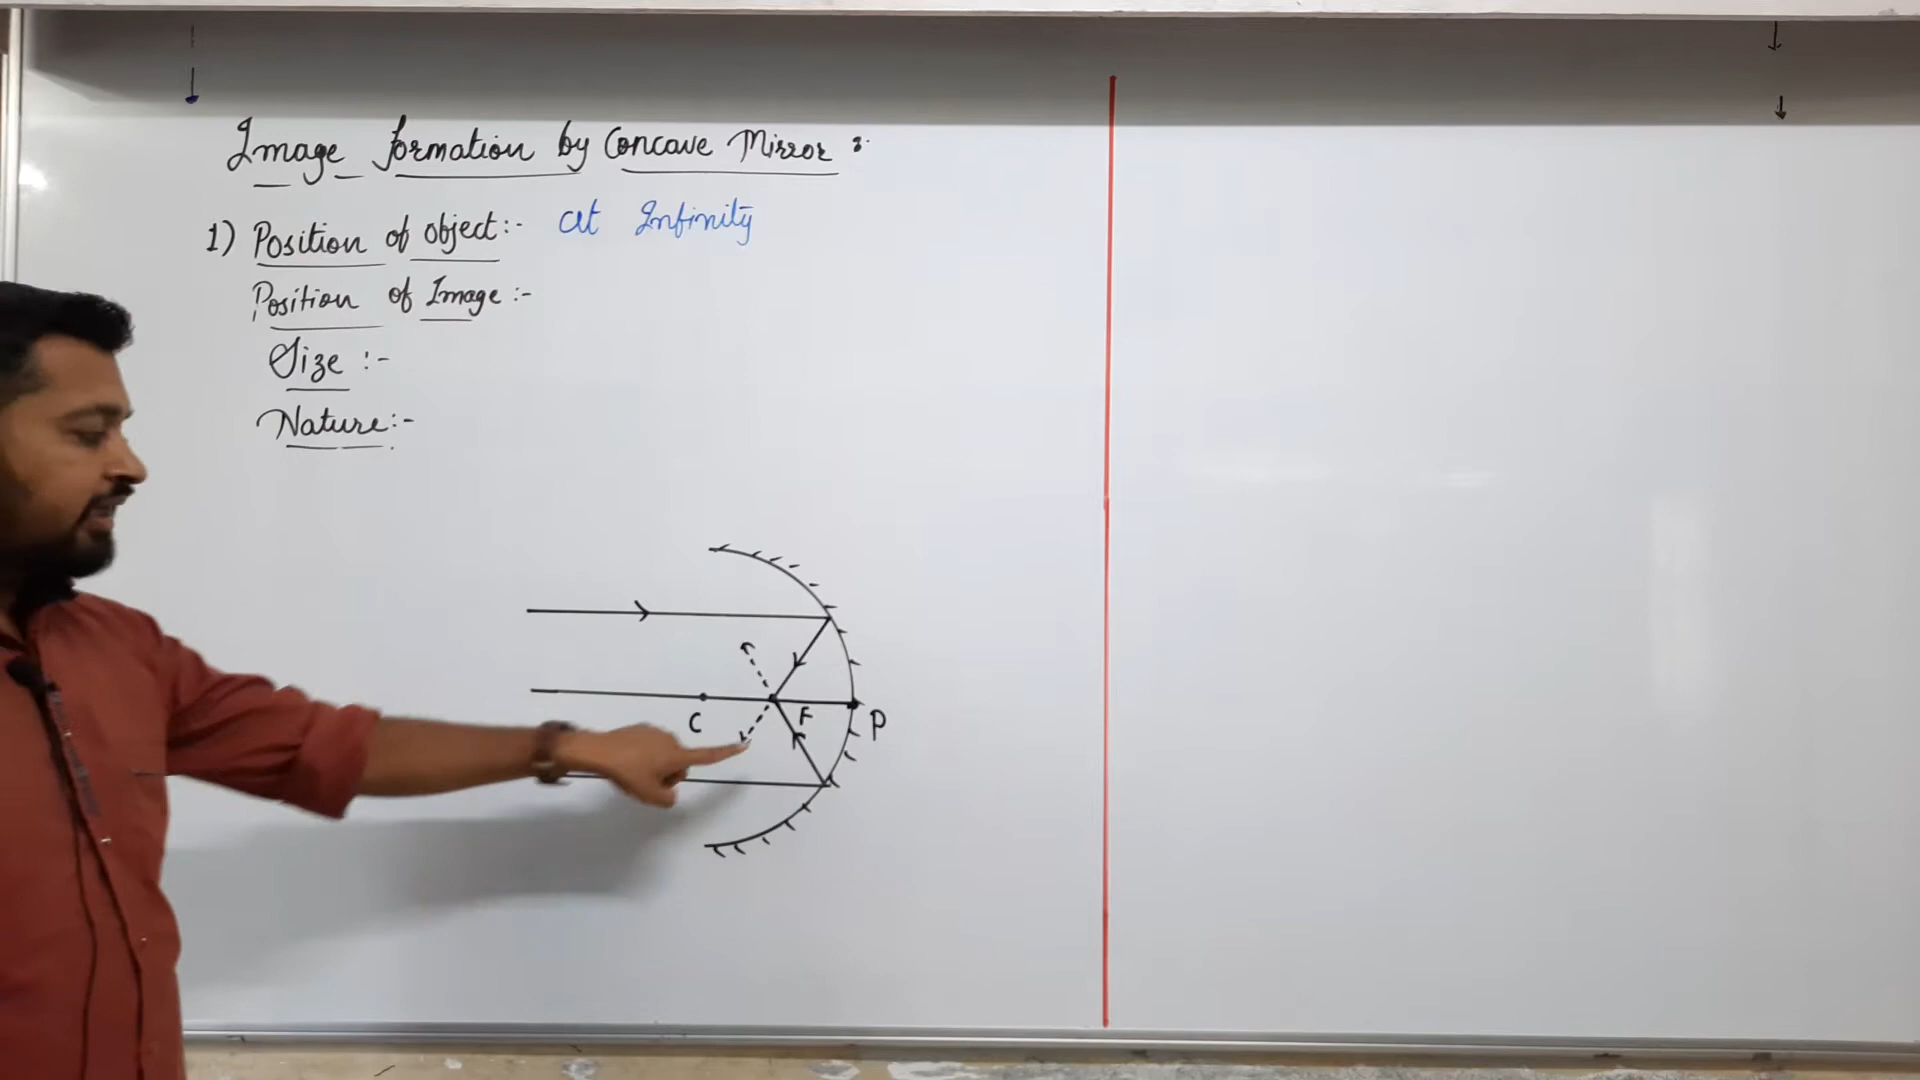 Image formation by Concave Mirror :-
1) Position of object:- at Infinity
Position of Image :-
Size :-
Nature:-
C
F
P